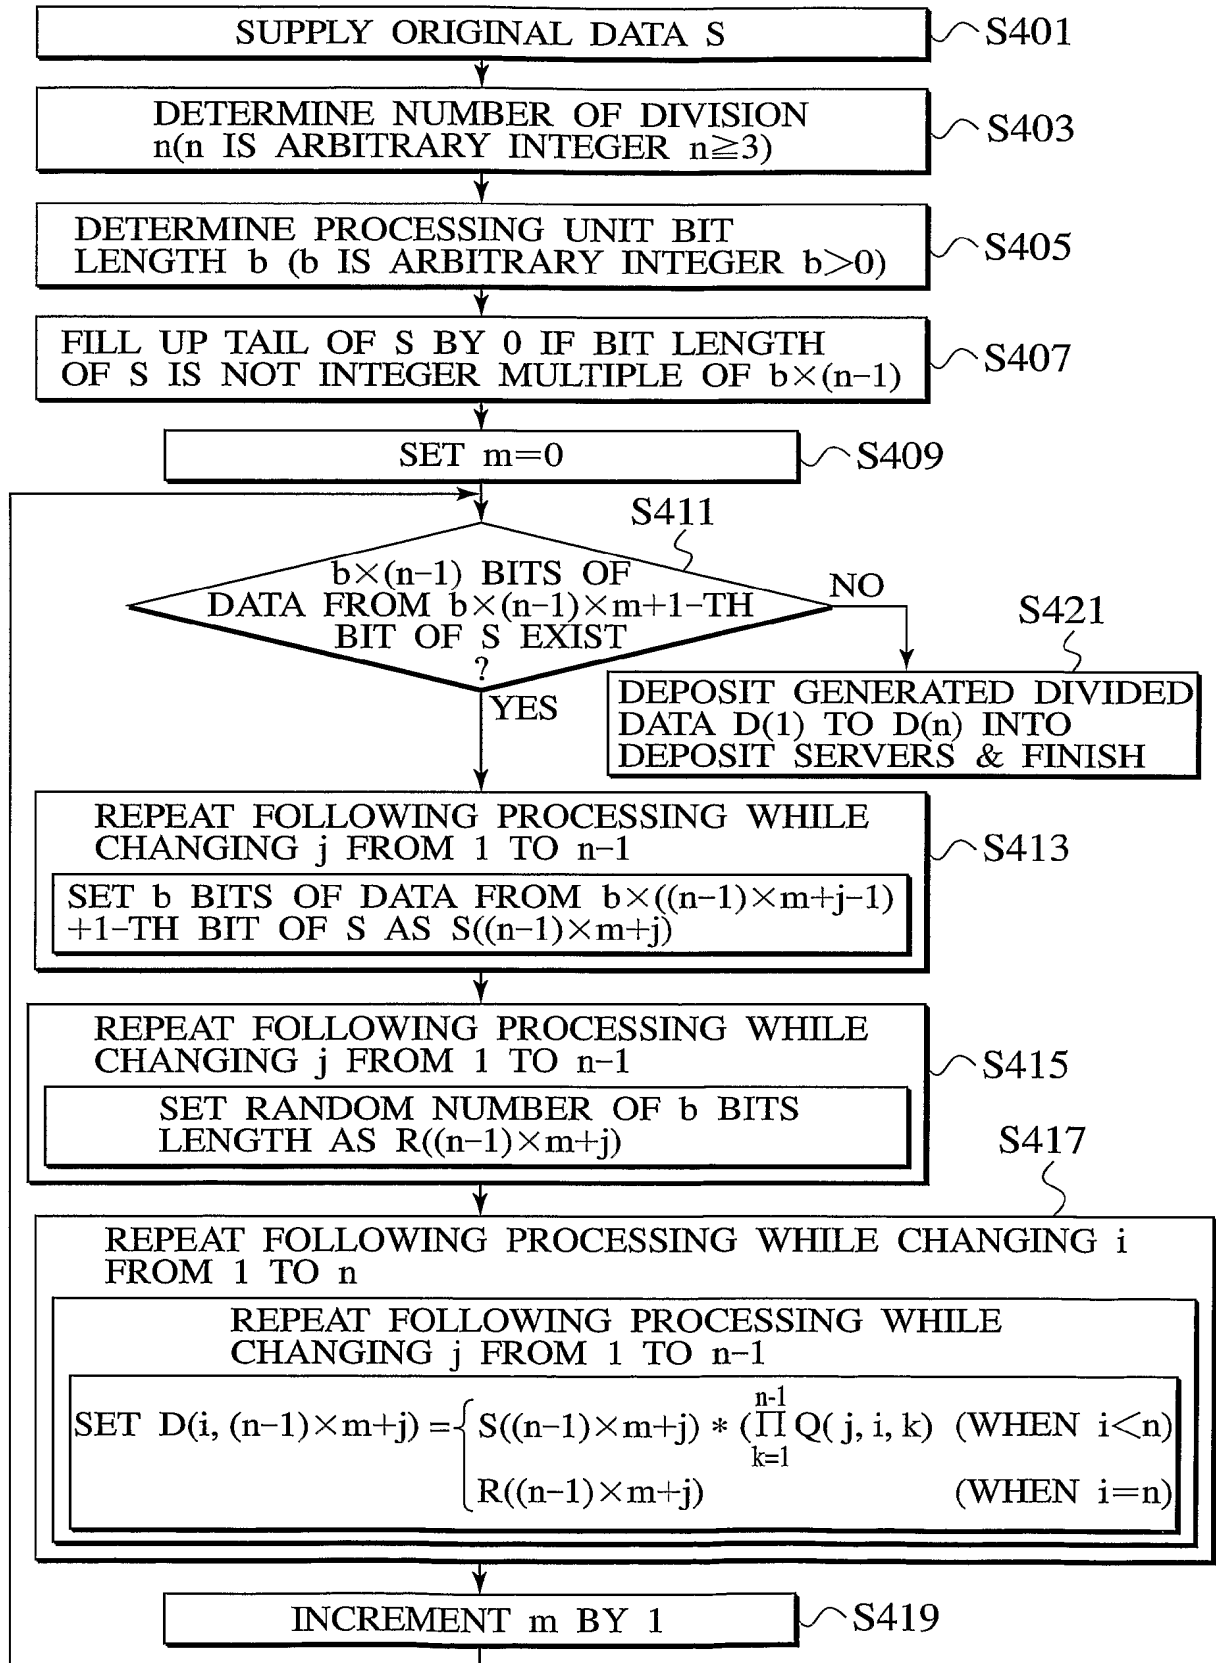 SUPPLY ORIGINAL DATA S
S401
DETERMINE NUMBER OF DIVISION
n(n IS ARBITRARY INTEGER n≧3)
S403
DETERMINE PROCESSING UNIT BIT
LENGTH b (b IS ARBITRARY INTEGER b>0)
S405
FILL UP TAIL OF S BY 0 IF BIT LENGTH
OF S IS NOT INTEGER MULTIPLE OF b×(n-1)
S407
SET m=0
S409
S411
b×(n-1) BITS OF
DATA FROM b×(n-1)×m+1-TH
BIT OF S EXIST
?
NO
YES
S421
DEPOSIT GENERATED DIVIDED
DATA D(1) TO D(n) INTO
DEPOSIT SERVERS & FINISH
REPEAT FOLLOWING PROCESSING WHILE
CHANGING j FROM 1 TO n-1
S413
SET b BITS OF DATA FROM b×((n-1)×m+j-1)
+1-TH BIT OF S AS S((n-1)×m+j)
REPEAT FOLLOWING PROCESSING WHILE
CHANGING j FROM 1 TO n-1
S415
SET RANDOM NUMBER OF b BITS
LENGTH AS R((n-1)×m+j)
S417
REPEAT FOLLOWING PROCESSING WHILE CHANGING i
FROM 1 TO n
REPEAT FOLLOWING PROCESSING WHILE
CHANGING j FROM 1 TO n-1
n-1
SET D(i, (n-1)×m+j) = { S((n-1)×m+j) * (Π Q( j, i, k) (WHEN i<n)
k=1
R((n-1)×m+j) (WHEN i=n)
INCREMENT m BY 1
S419